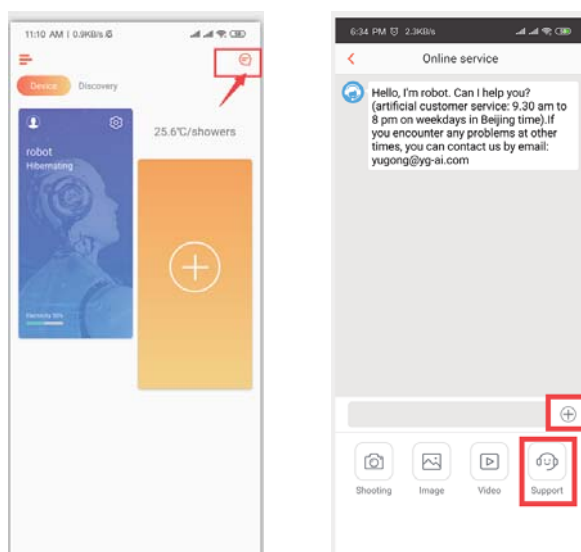 11:10 AM | 0.9KB/s
Device
Discovery
robot
Hibernating
25.6℃/showers
Electricity 50%
6:34 PM 2.3KB/s
Online service
Hello, I'm robot. Can I help you?
(artificial customer service: 9.30 am to
8 pm on weekdays in Beijing time).If
you encounter any problems at other
times, you can contact us by email:
yugong@yg-ai.com
Shooting
Image
Video
Support